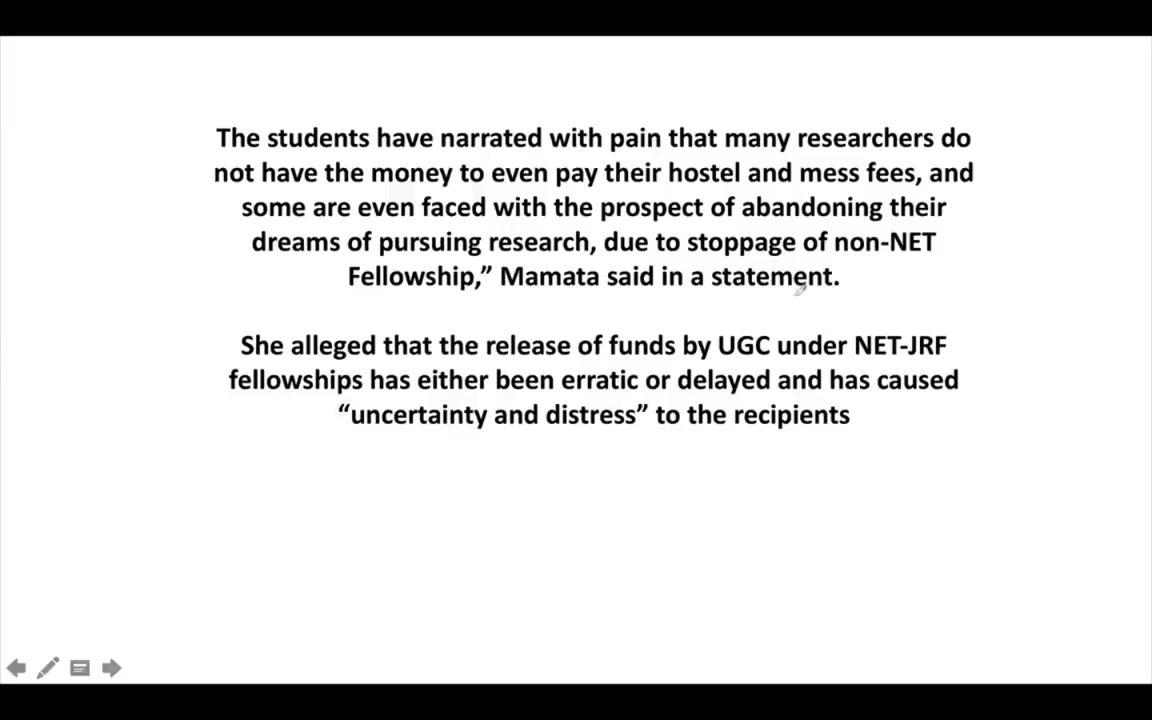 The students have narrated with pain that many researchers do
not have the money to even pay their hostel and mess fees, and
some are even faced with the prospect of abandoning their
dreams of pursuing research, due to stoppage of non-NET
Fellowship,” Mamata said in a statement.
She alleged that the release of funds by UGC under NET-JRF
fellowships has either been erratic or delayed and has caused
“uncertainty and distress” to the recipients